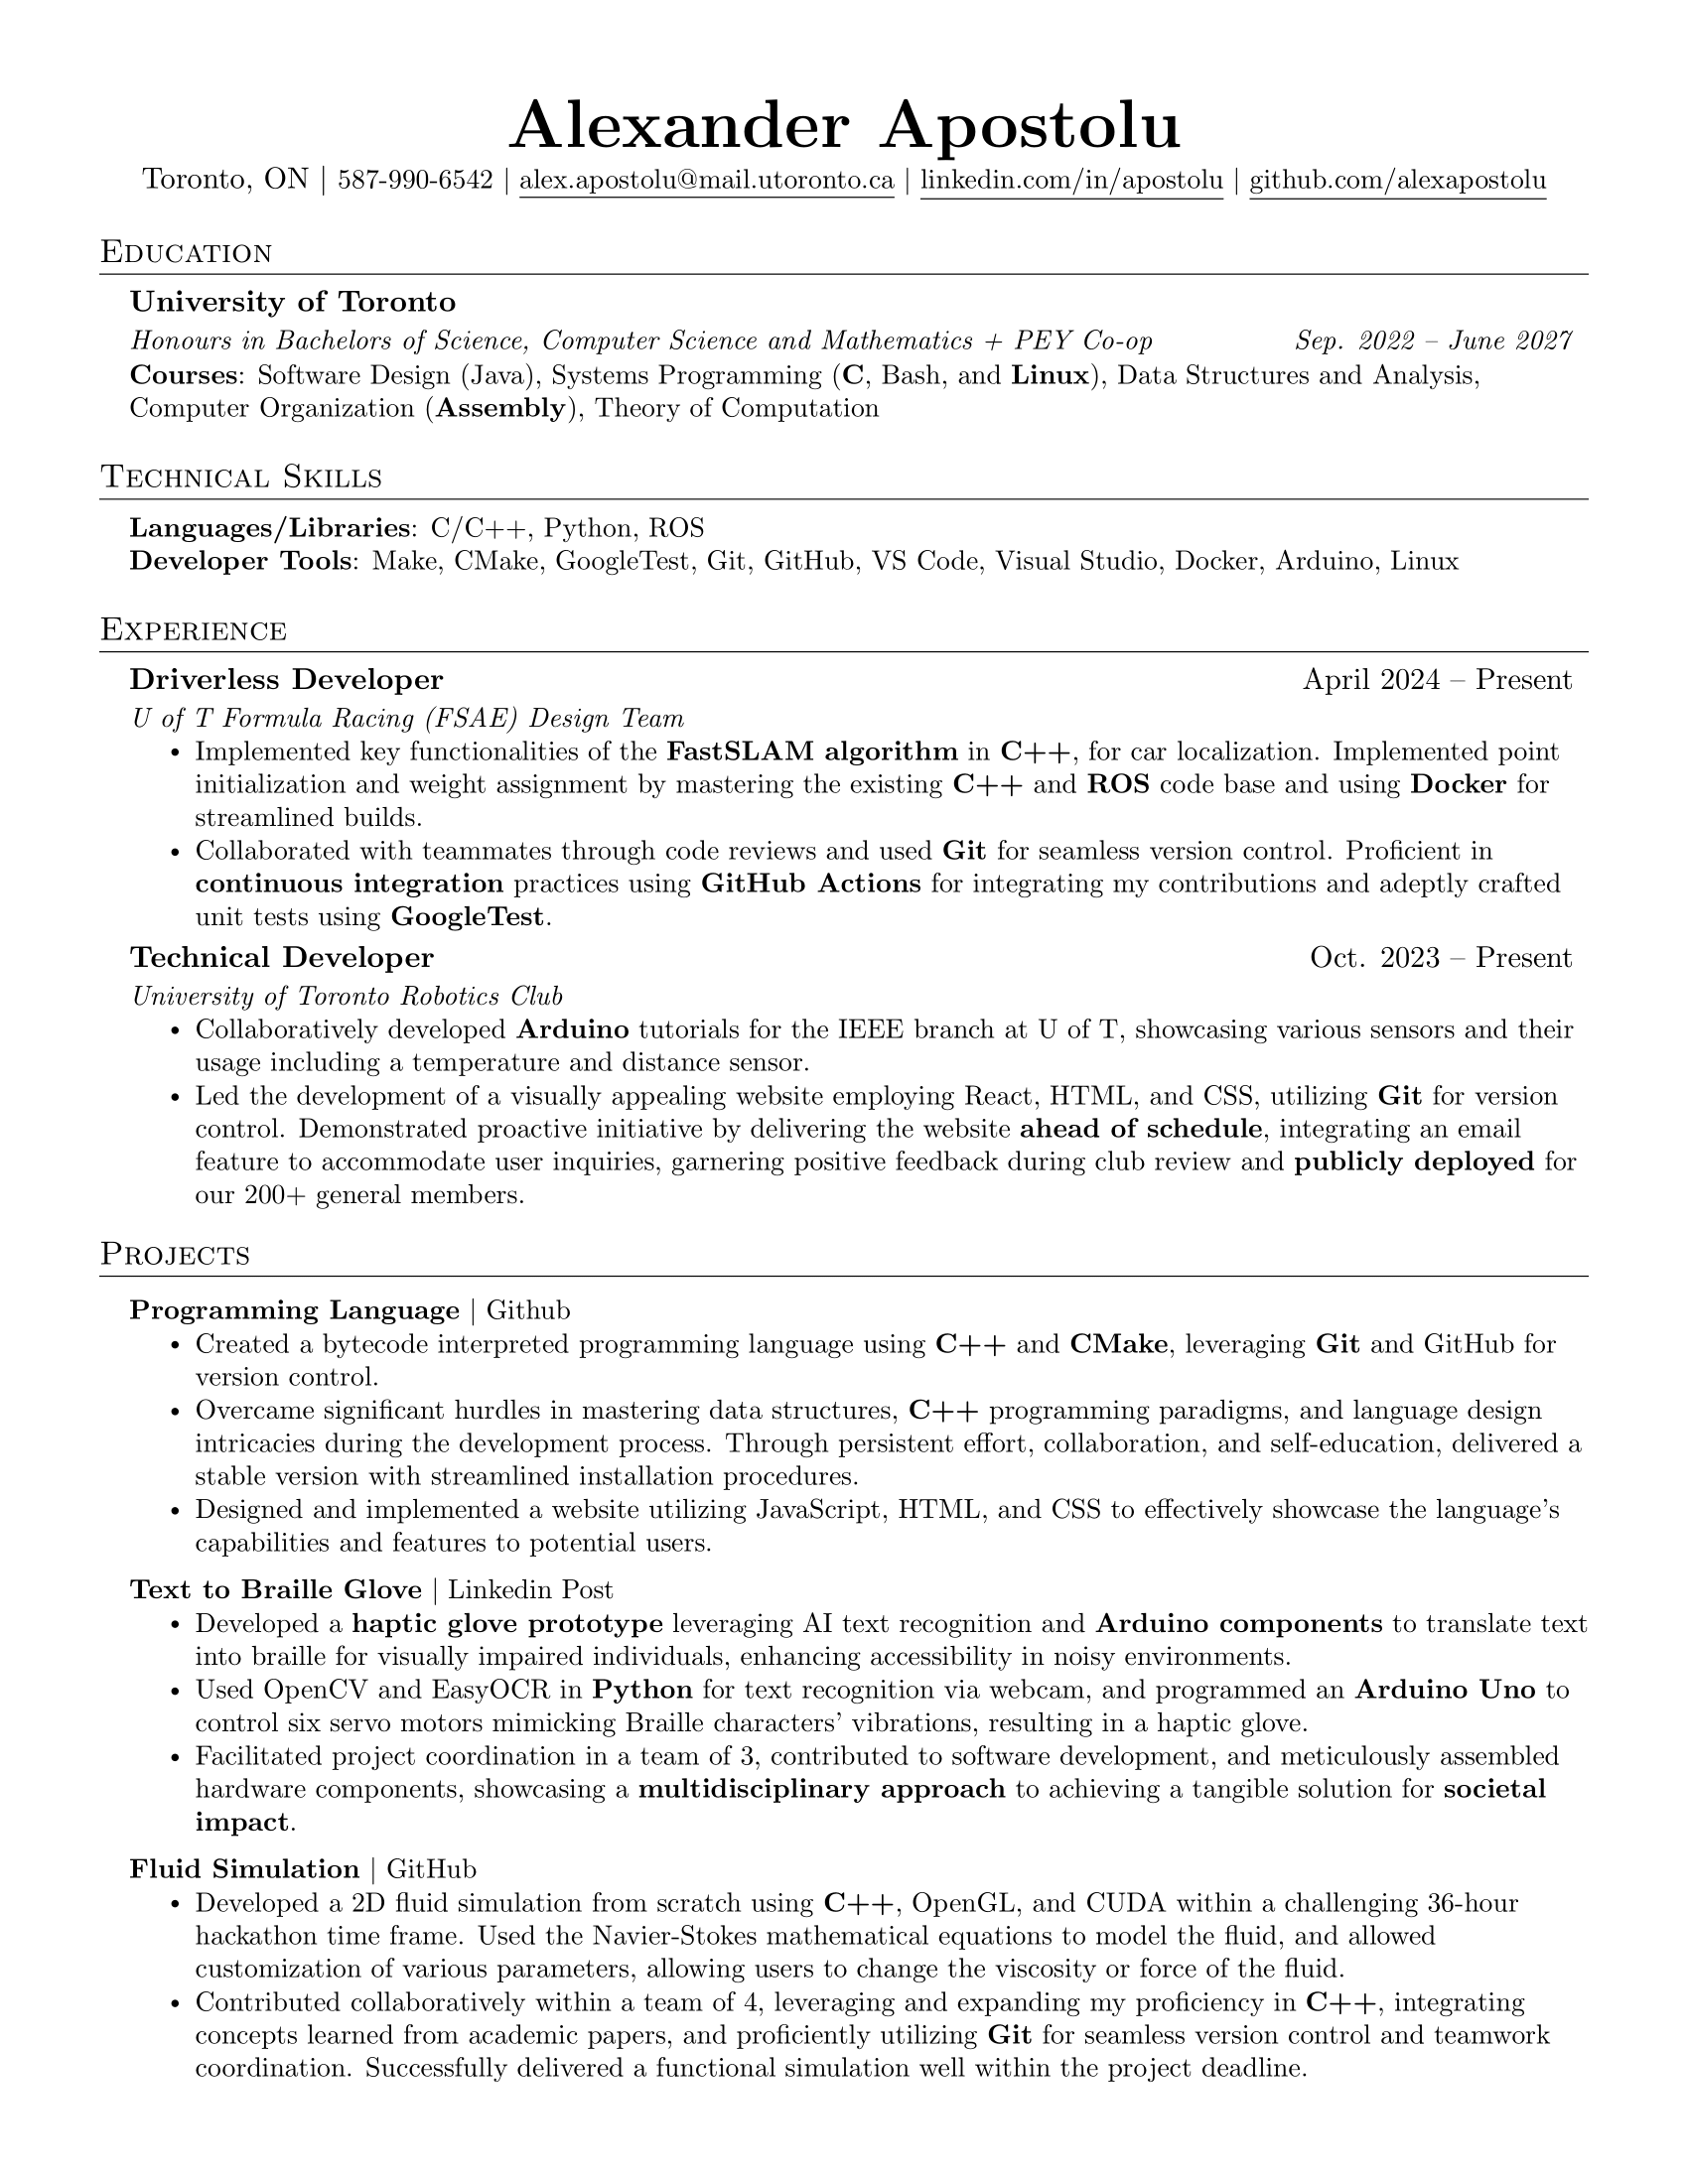 Alexander Apostolu
Toronto, ON | 587-990-6542 | alex.apostolu@mail.utoronto.ca | linkedin.com/in/apostolu | github.com/alexapostolu
Education
University of Toronto
Honours in Bachelors of Science, Computer Science and Mathematics + PEY Co-op Sep. 2022 – June 2027
Courses: Software Design (Java), Systems Programming (C, Bash, and Linux), Data Structures and Analysis,
Computer Organization (Assembly), Theory of Computation
Technical Skills
Languages/Libraries: C/C++, Python, ROS
Developer Tools: Make, CMake, GoogleTest, Git, GitHub, VS Code, Visual Studio, Docker, Arduino, Linux
Experience
Driverless Developer April 2024 – Present
U of T Formula Racing (FSAE) Design Team
• Implemented key functionalities of the FastSLAM algorithm in C++, for car localization. Implemented point
initialization and weight assignment by mastering the existing C++ and ROS code base and using Docker for
streamlined builds.
• Collaborated with teammates through code reviews and used Git for seamless version control. Proficient in
continuous integration practices using GitHub Actions for integrating my contributions and adeptly crafted
unit tests using GoogleTest.
Technical Developer Oct. 2023 – Present
University of Toronto Robotics Club
• Collaboratively developed Arduino tutorials for the IEEE branch at U of T, showcasing various sensors and their
usage including a temperature and distance sensor.
• Led the development of a visually appealing website employing React, HTML, and CSS, utilizing Git for version
control. Demonstrated proactive initiative by delivering the website ahead of schedule, integrating an email
feature to accommodate user inquiries, garnering positive feedback during club review and publicly deployed for
our 200+ general members.
Projects
Programming Language | Github
• Created a bytecode interpreted programming language using C++ and CMake, leveraging Git and GitHub for
version control.
• Overcame significant hurdles in mastering data structures, C++ programming paradigms, and language design
intricacies during the development process. Through persistent effort, collaboration, and self-education, delivered a
stable version with streamlined installation procedures.
• Designed and implemented a website utilizing JavaScript, HTML, and CSS to effectively showcase the language's
capabilities and features to potential users.
Text to Braille Glove | Linkedin Post
• Developed a haptic glove prototype leveraging AI text recognition and Arduino components to translate text
into braille for visually impaired individuals, enhancing accessibility in noisy environments.
• Used OpenCV and EasyOCR in Python for text recognition via webcam, and programmed an Arduino Uno to
control six servo motors mimicking Braille characters' vibrations, resulting in a haptic glove.
• Facilitated project coordination in a team of 3, contributed to software development, and meticulously assembled
hardware components, showcasing a multidisciplinary approach to achieving a tangible solution for societal
impact.
Fluid Simulation | GitHub
• Developed a 2D fluid simulation from scratch using C++, OpenGL, and CUDA within a challenging 36-hour
hackathon time frame. Used the Navier-Stokes mathematical equations to model the fluid, and allowed
customization of various parameters, allowing users to change the viscosity or force of the fluid.
• Contributed collaboratively within a team of 4, leveraging and expanding my proficiency in C++, integrating
concepts learned from academic papers, and proficiently utilizing Git for seamless version control and teamwork
coordination. Successfully delivered a functional simulation well within the project deadline.